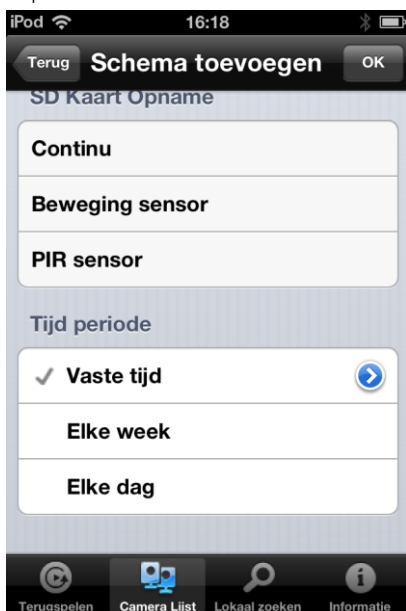 iPod 16:18
Terug Schema toevoegen OK
SD Kaart Opname
Continu
Beweging sensor
PIR sensor
Tijd periode
Vaste tijd
Elke week
Elke dag
Terugspelen Camera Lijst Lokaal zoeken Informatie